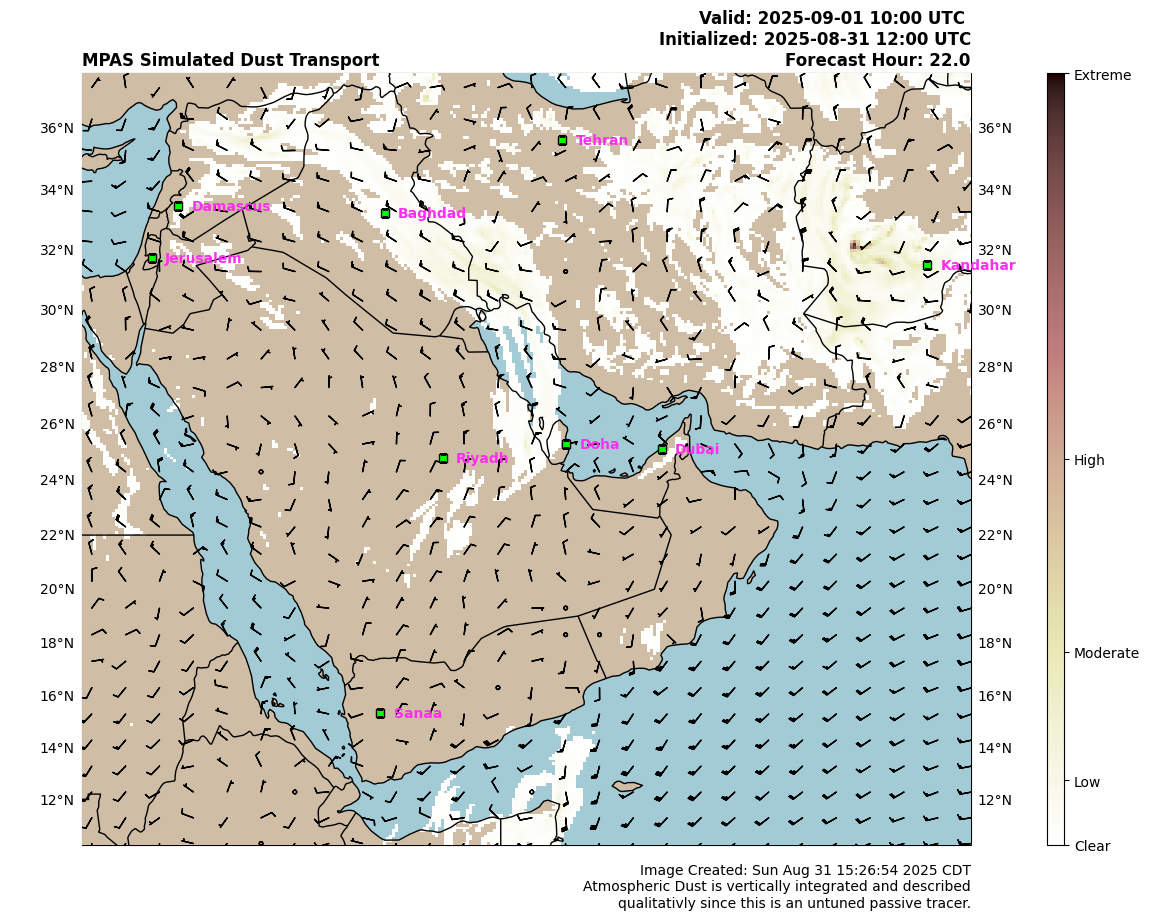 Valid: 2025-09-01 10:00 UTC
Initialized: 2025-08-31 12:00 UTC
MPAS Simulated Dust Transport Forecast Hour: 22.0
Extreme
36°N Tehran 36°N
34°N Damascus Baghdad 34°N
32°N Jerusalem 32°N Kandahar
30°N 30°N
28°N 28°N
26°N 26°N
Riyadh Doha Dubai High
24°N 24°N
22°N 22°N
20°N 20°N
18°N 18°N Moderate
16°N 16°N
Sanaa
14°N 14°N
12°N 12°N Low
Clear
Image Created: Sun Aug 31 15:26:54 2025 CDT
Atmospheric Dust is vertically integrated and described
qualitativly since this is an untuned passive tracer.